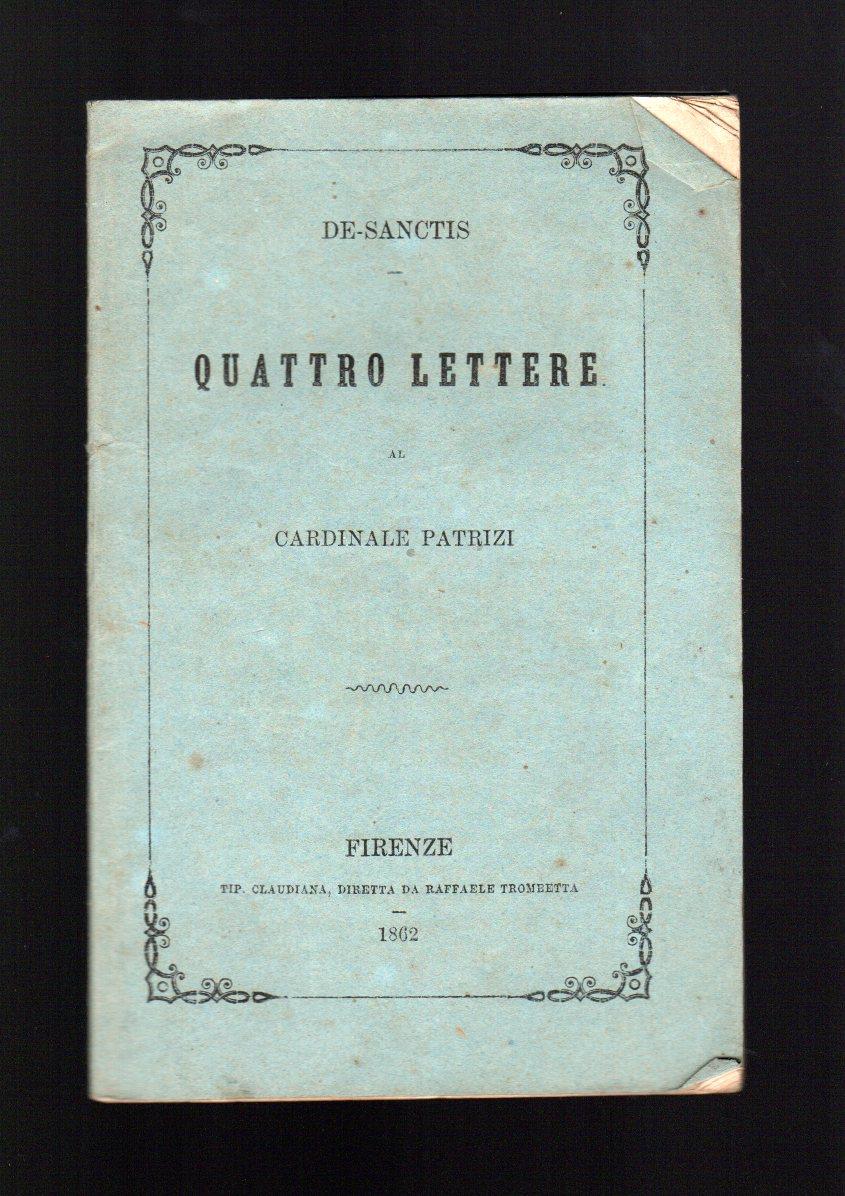 DE-SANCTIS
QUATTRO LETTERE
AL
CARDINALE PATRIZI
FIRENZE
TIP. CLAUDIANA, DIRETTA DA RAFFAELE TROMBETTA
1862